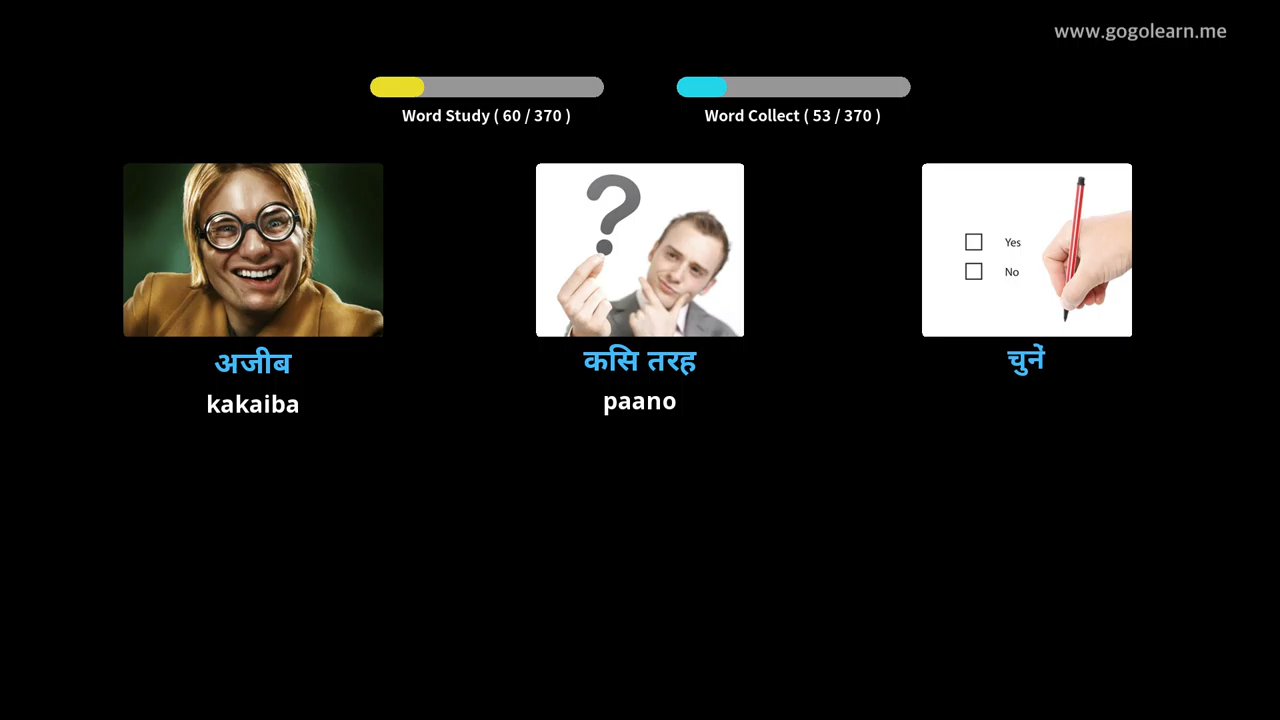 www.gogolearn.me
Word Study ( 60 / 370 )
Word Collect ( 53 / 370 )
Yes
No
अजीब
कसि तरह
चुनें
kakaiba
paano